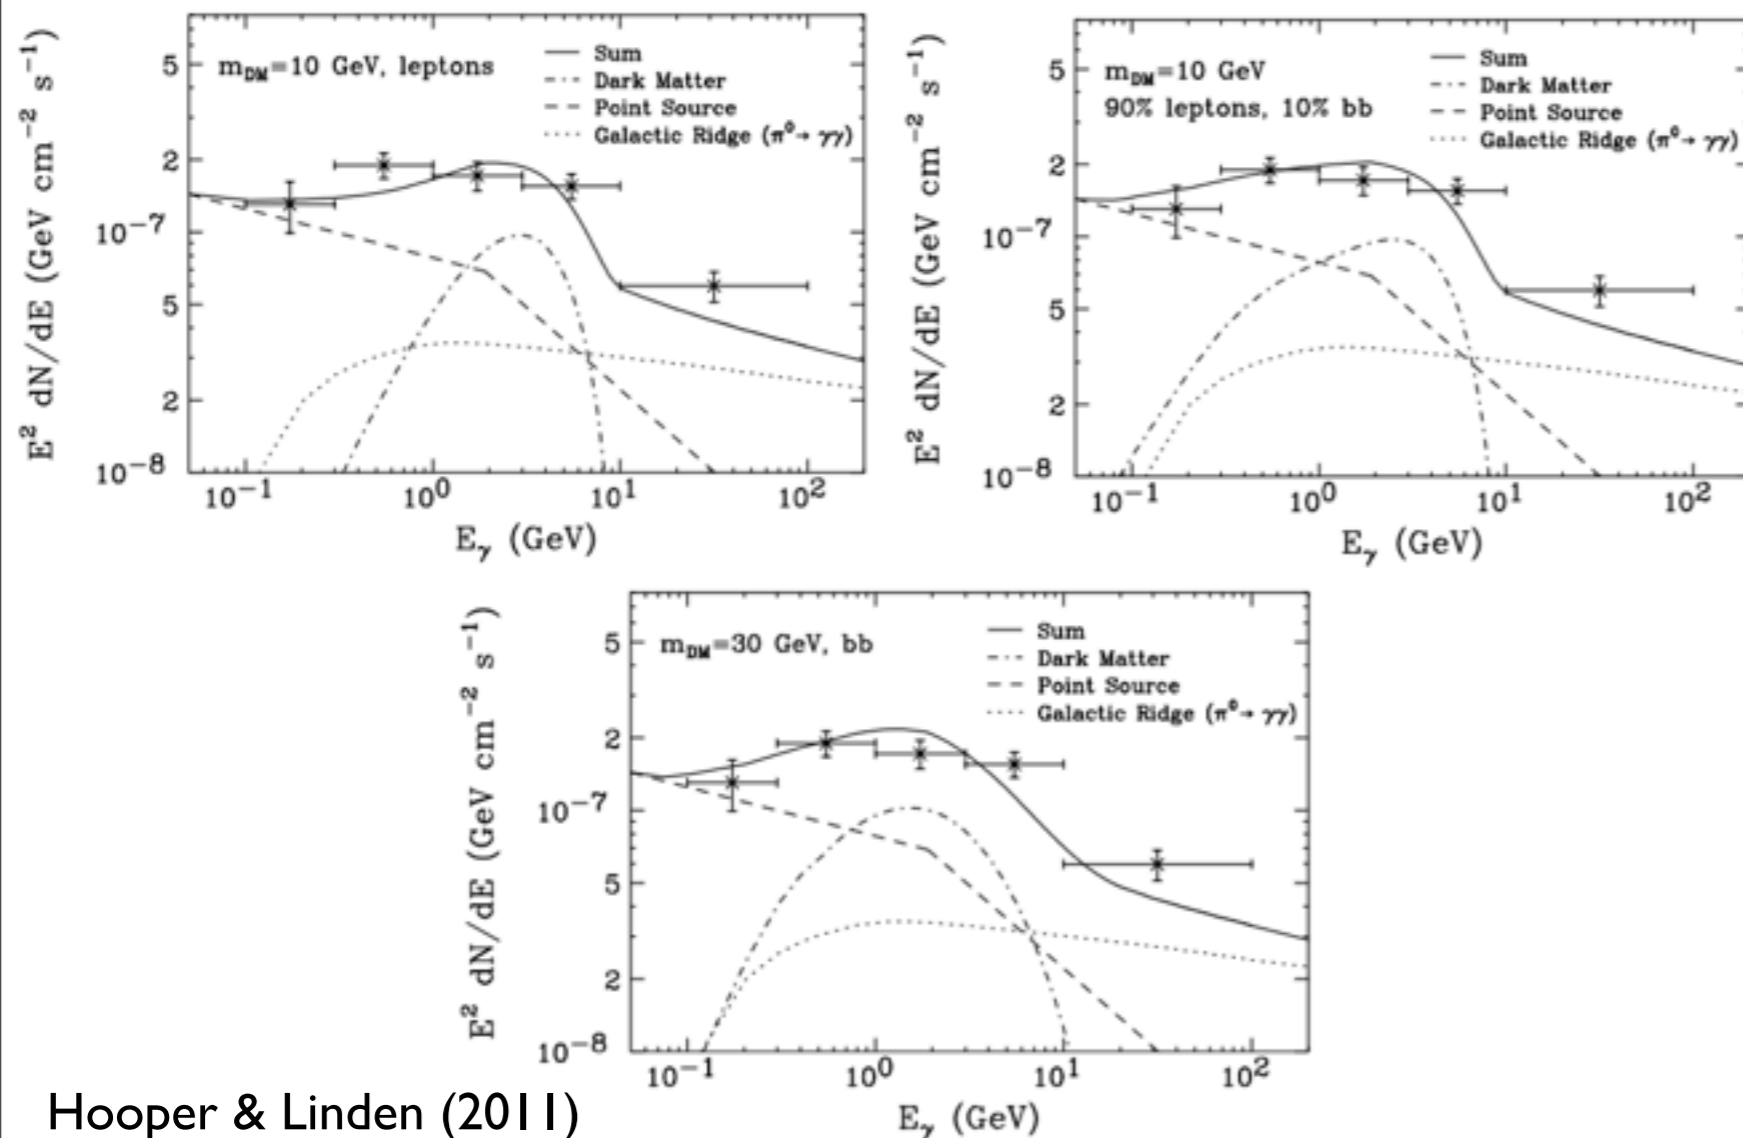 m_DM=10 GeV, leptons
Sum
Dark Matter
Point Source
Galactic Ridge (π⁰→ γγ)
E² dN/dE (GeV cm⁻² s⁻¹)
5
2
10⁻⁷
5
2
10⁻⁸
10⁻¹ 10⁰ 10¹ 10²
E_γ (GeV)
m_DM=10 GeV
90% leptons, 10% bb
Sum
Dark Matter
Point Source
Galactic Ridge (π⁰→ γγ)
E² dN/dE (GeV cm⁻² s⁻¹)
5
2
10⁻⁷
5
2
10⁻⁸
10⁻¹ 10⁰ 10¹ 10²
E_γ (GeV)
m_DM=30 GeV, bb
Sum
Dark Matter
Point Source
Galactic Ridge (π⁰→ γγ)
E² dN/dE (GeV cm⁻² s⁻¹)
5
2
10⁻⁷
5
2
10⁻⁸
10⁻¹ 10⁰ 10¹ 10²
E_γ (GeV)
Hooper & Linden (2011)